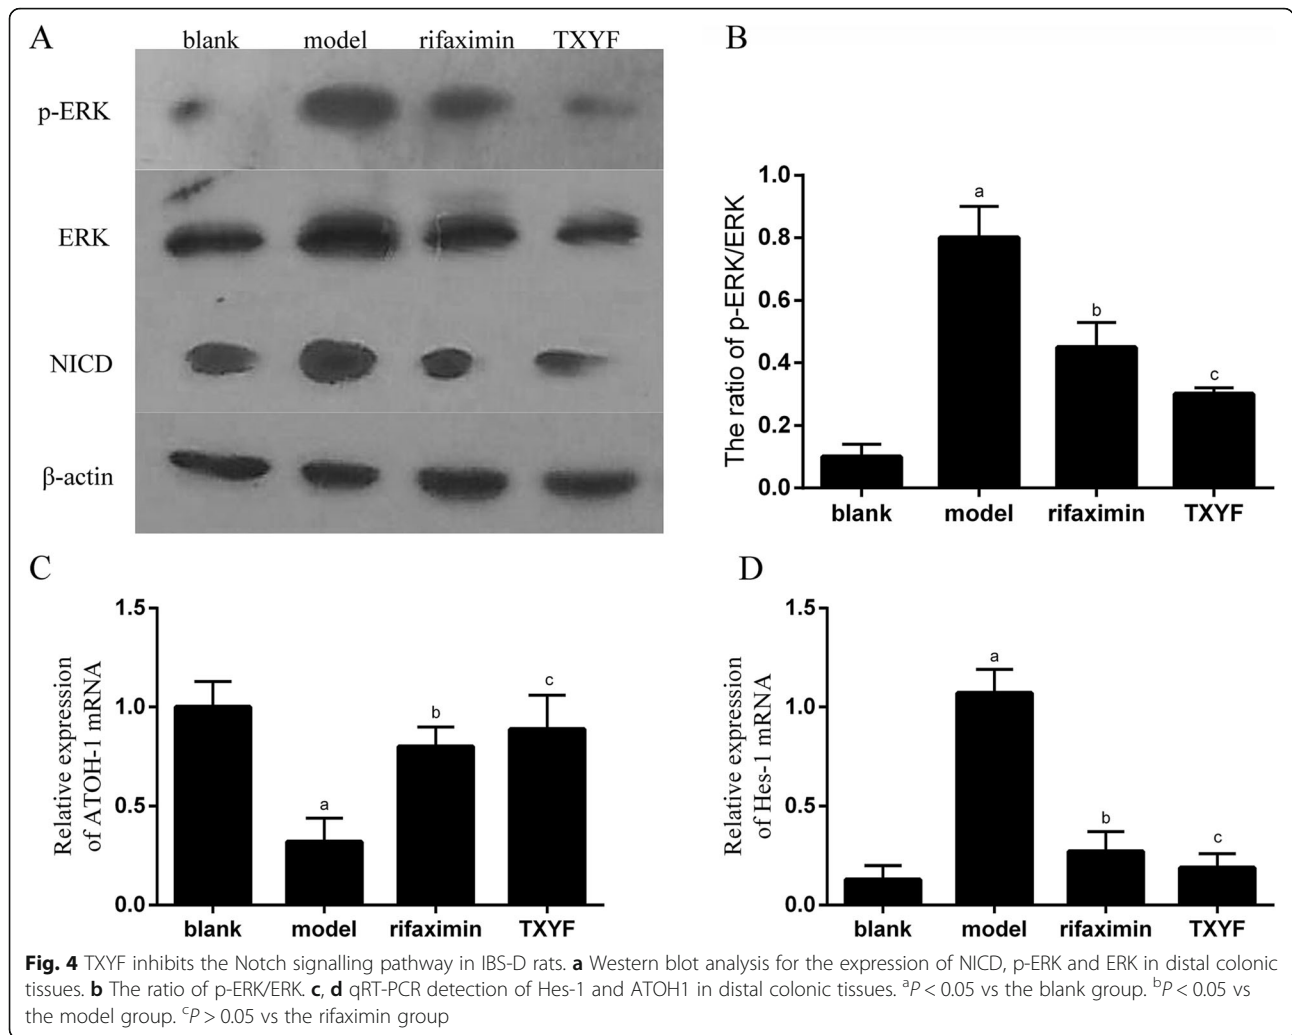 A
blank model rifaximin TXYF
p-ERK
ERK
NICD
β-actin
B
The ratio of p-ERK/ERK
1.0
0.8
0.6
0.4
0.2
0.0
a
b
c
blank model rifaximin TXYF
C
Relative expression
of ATOH-1 mRNA
1.5
1.0
0.5
0.0
a
b
c
blank model rifaximin TXYF
D
Relative expression
of Hes-1 mRNA
1.5
1.0
0.5
0.0
a
b
c
blank model rifaximin TXYF
Fig. 4 TXYF inhibits the Notch signalling pathway in IBS-D rats. a Western blot analysis for the expression of NICD, p-ERK and ERK in distal colonic
tissues. b The ratio of p-ERK/ERK. c, d qRT-PCR detection of Hes-1 and ATOH1 in distal colonic tissues. ᵃP < 0.05 vs the blank group. ᵇP < 0.05 vs
the model group. ᶜP > 0.05 vs the rifaximin group